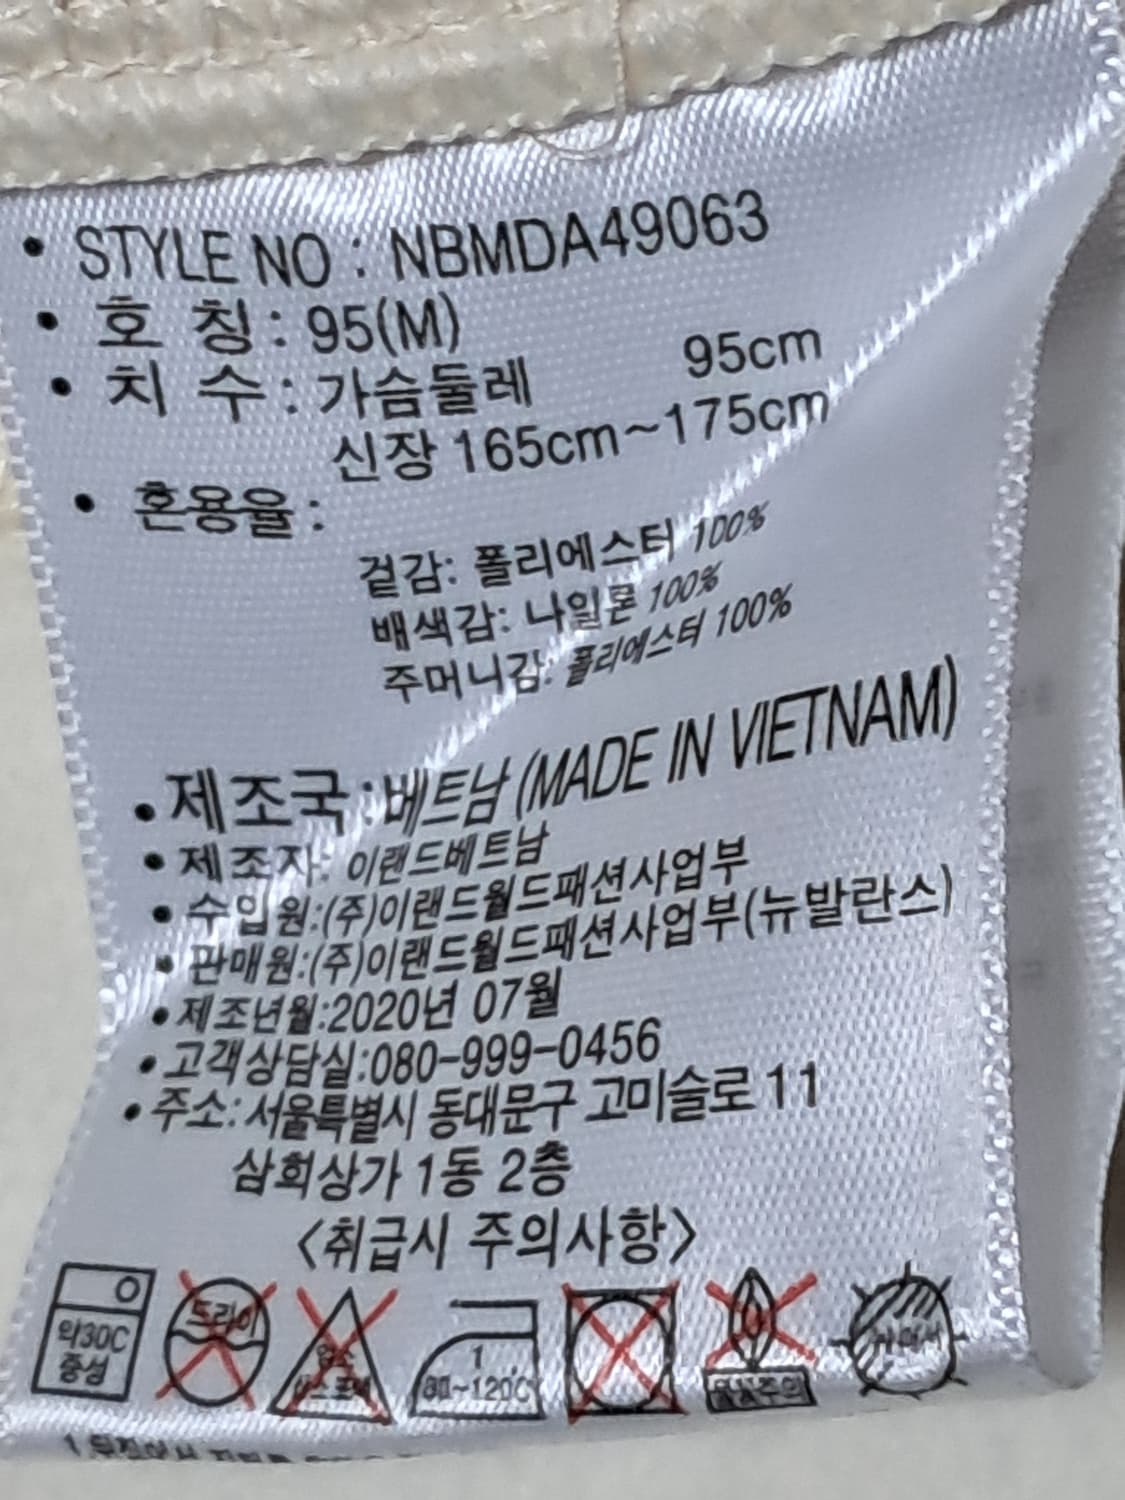 • STYLE NO : NBMDA49063
• 호 칭 : 95(M)
• 치 수 : 가슴둘레 95cm
신장 165cm~175cm
• 혼용율 :
겉감: 폴리에스터 100%
배색감: 나일론 100%
주머니감: 폴리에스터 100%
• 제조국 : 베트남 (MADE IN VIETNAM)
• 제조자: 이랜드베트남
• 수입원:(주)이랜드월드패션사업부
• 판매원:(주)이랜드월드패션사업부(뉴발란스)
• 제조년월:2020년 07월
• 고객상담실:080-999-0456
• 주소: 서울특별시 동대문구 고미술로 11
삼희상가 1동 2층
<취급시 주의사항>
약30C 드라이 1
중성 80~120C